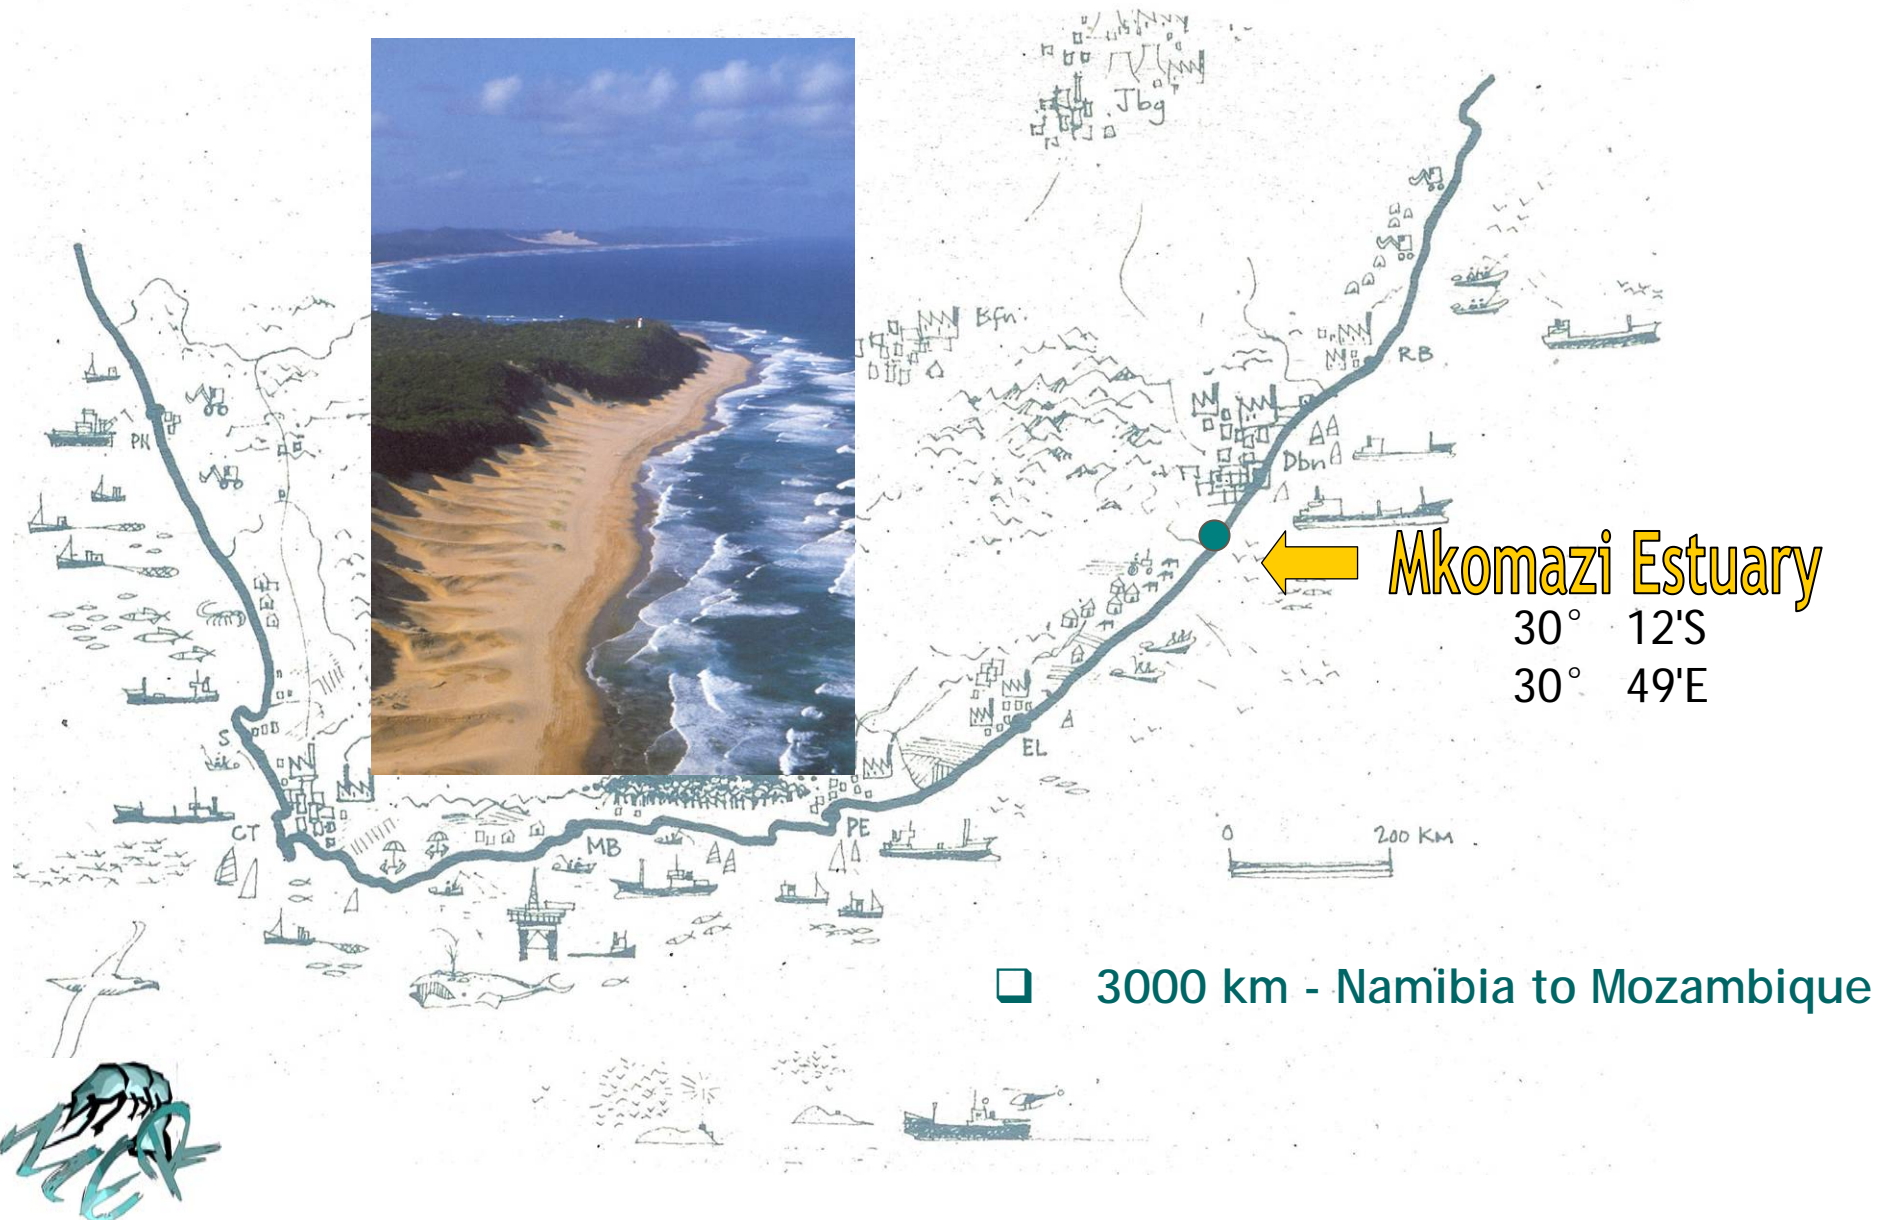 Jbg
Bfn.
RB
PN
Dbn
Mkomazi Estuary
30° 12'S
30° 49'E
S
EL
CT
MB
PE
0 200 KM
3000 km - Namibia to Mozambique